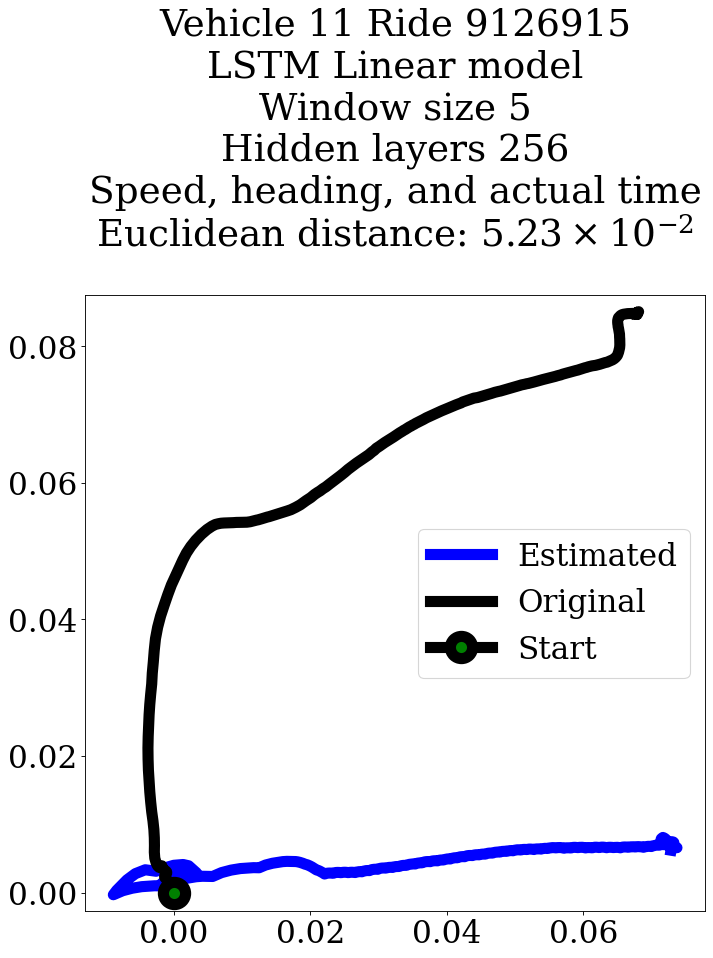 Vehicle 11 Ride 9126915
LSTM Linear model
Window size 5
Hidden layers 256
Speed, heading, and actual time
Euclidean distance: 5.23 × 10⁻²
0.08
0.06
0.04
0.02
0.00
Estimated
Original
Start
0.00 0.02 0.04 0.06